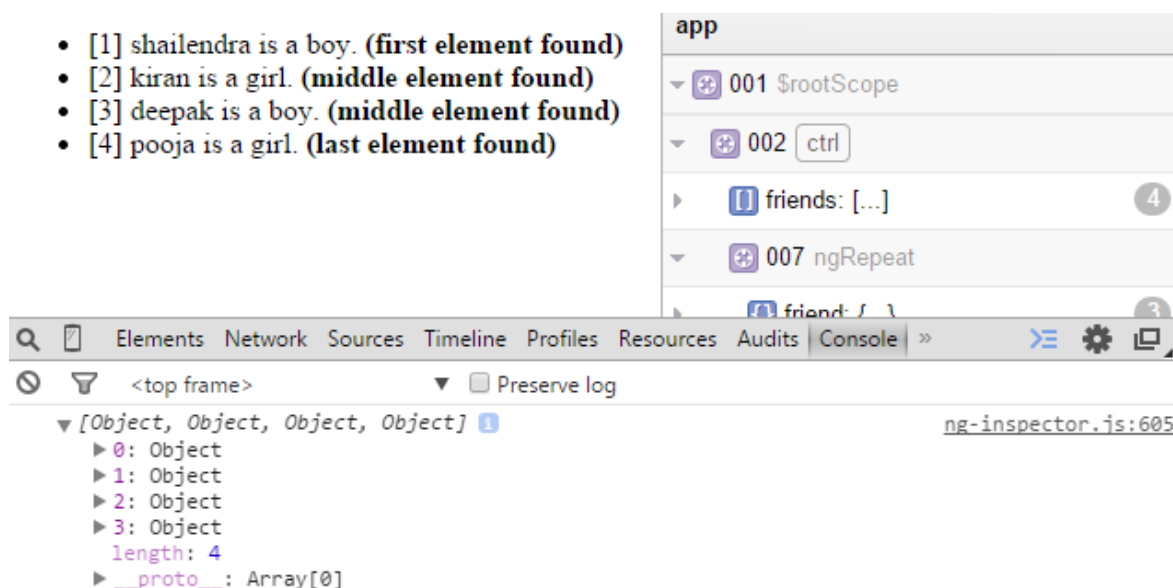 [1] shailendra is a boy. (first element found)
[2] kiran is a girl. (middle element found)
[3] deepak is a boy. (middle element found)
[4] pooja is a girl. (last element found)
app
001 $rootScope
002 ctrl
friends: [...] 4
007 ngRepeat
friend: {...} 3
Elements Network Sources Timeline Profiles Resources Audits Console »
<top frame> ▼ Preserve log
[Object, Object, Object, Object] ng-inspector.js:605
0: Object
1: Object
2: Object
3: Object
length: 4
__proto__: Array[0]